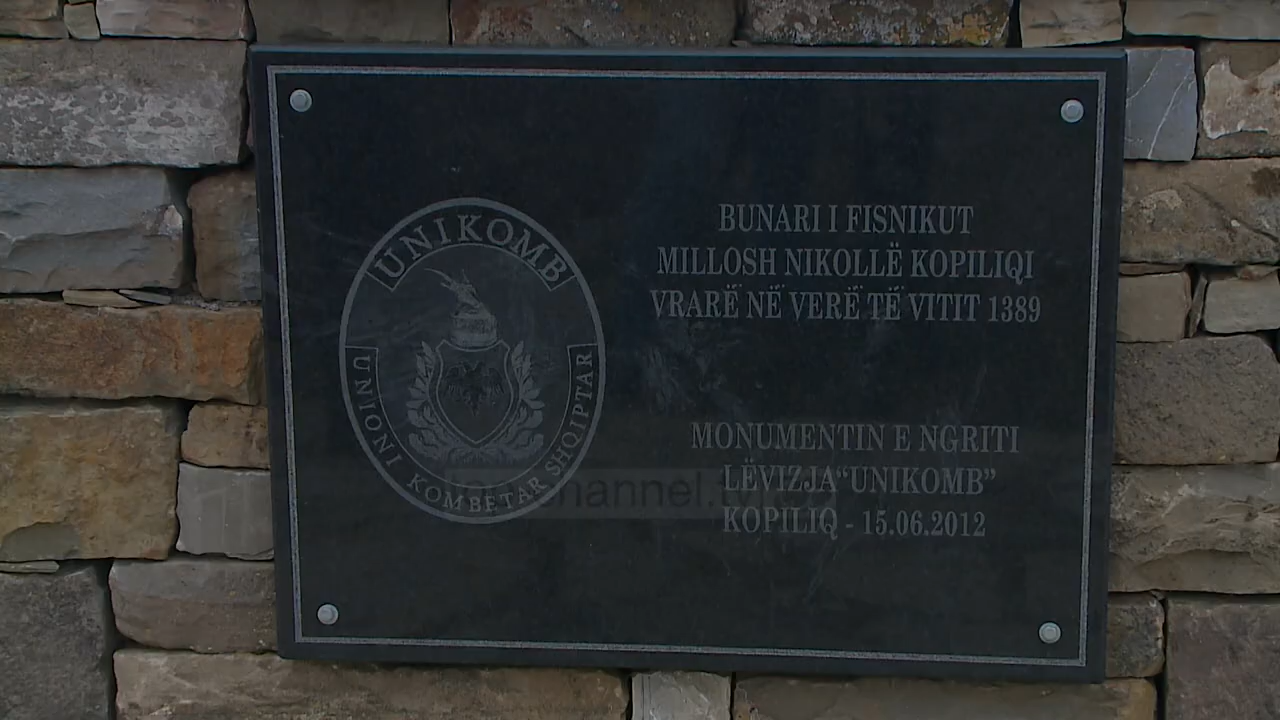 UNIKOMB
UNIONI KOMBËTAR SHQIPTAR
BUNARI I FISNIKUT
MILLOSH NIKOLLË KOPILIQI
VRARË NË VERË TË VITIT 1389
MONUMENTIN E NGRITI
LËVIZJA“UNIKOMB”
KOPILIQ - 15.06.2012